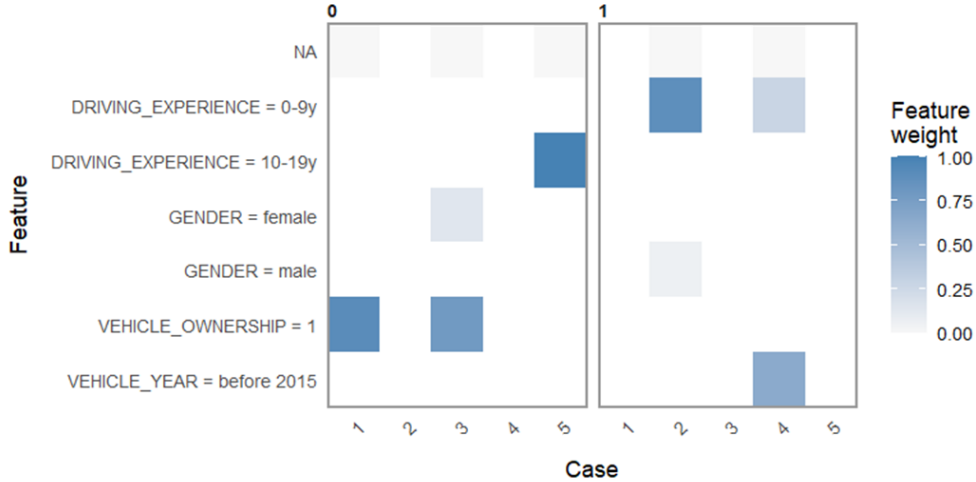 0 1
NA
DRIVING_EXPERIENCE = 0-9y
DRIVING_EXPERIENCE = 10-19y
GENDER = female
GENDER = male
VEHICLE_OWNERSHIP = 1
VEHICLE_YEAR = before 2015
Feature
1 2 3 4 5 1 2 3 4 5
Case
Feature
weight
1.00
0.75
0.50
0.25
0.00